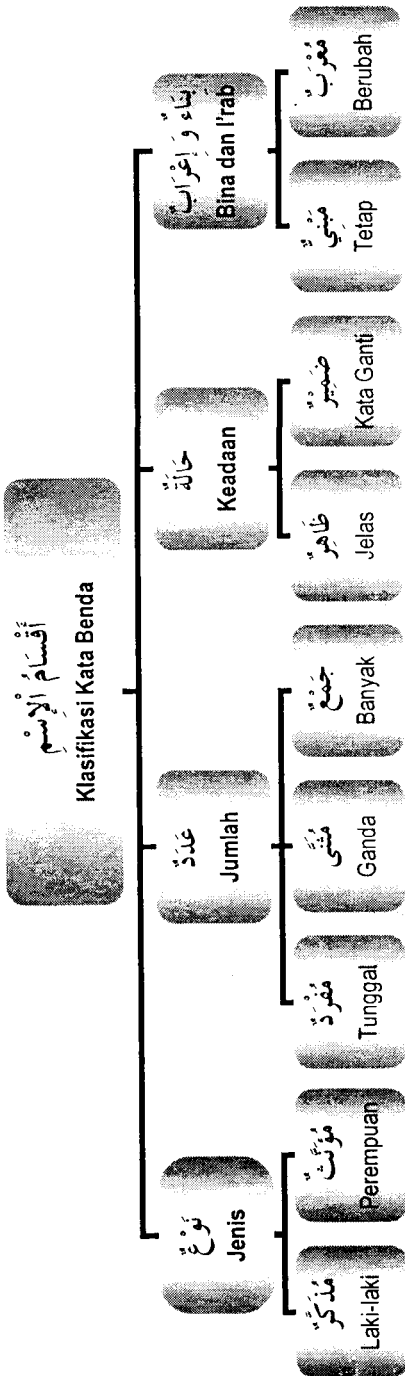 أَقْسَامُ الْإِسْمِ
Klasifikasi Kata Benda
نَوْعٌ
Jenis
عَدَدٌ
Jumlah
حَالَةٌ
Keadaan
بِنَاءٌ وَ إِعْرَابٌ
Bina dan I'rab
مُذَكَّرٌ
Laki-laki
مُؤَنَّثٌ
Perempuan
مُفْرَدٌ
Tunggal
مُثَنَّى
Ganda
جَمْعٌ
Banyak
ظَاهِرٌ
Jelas
ضَمِيْرٌ
Kata Ganti
مَبْنِيٌّ
Tetap
مُعْرَبٌ
Berubah